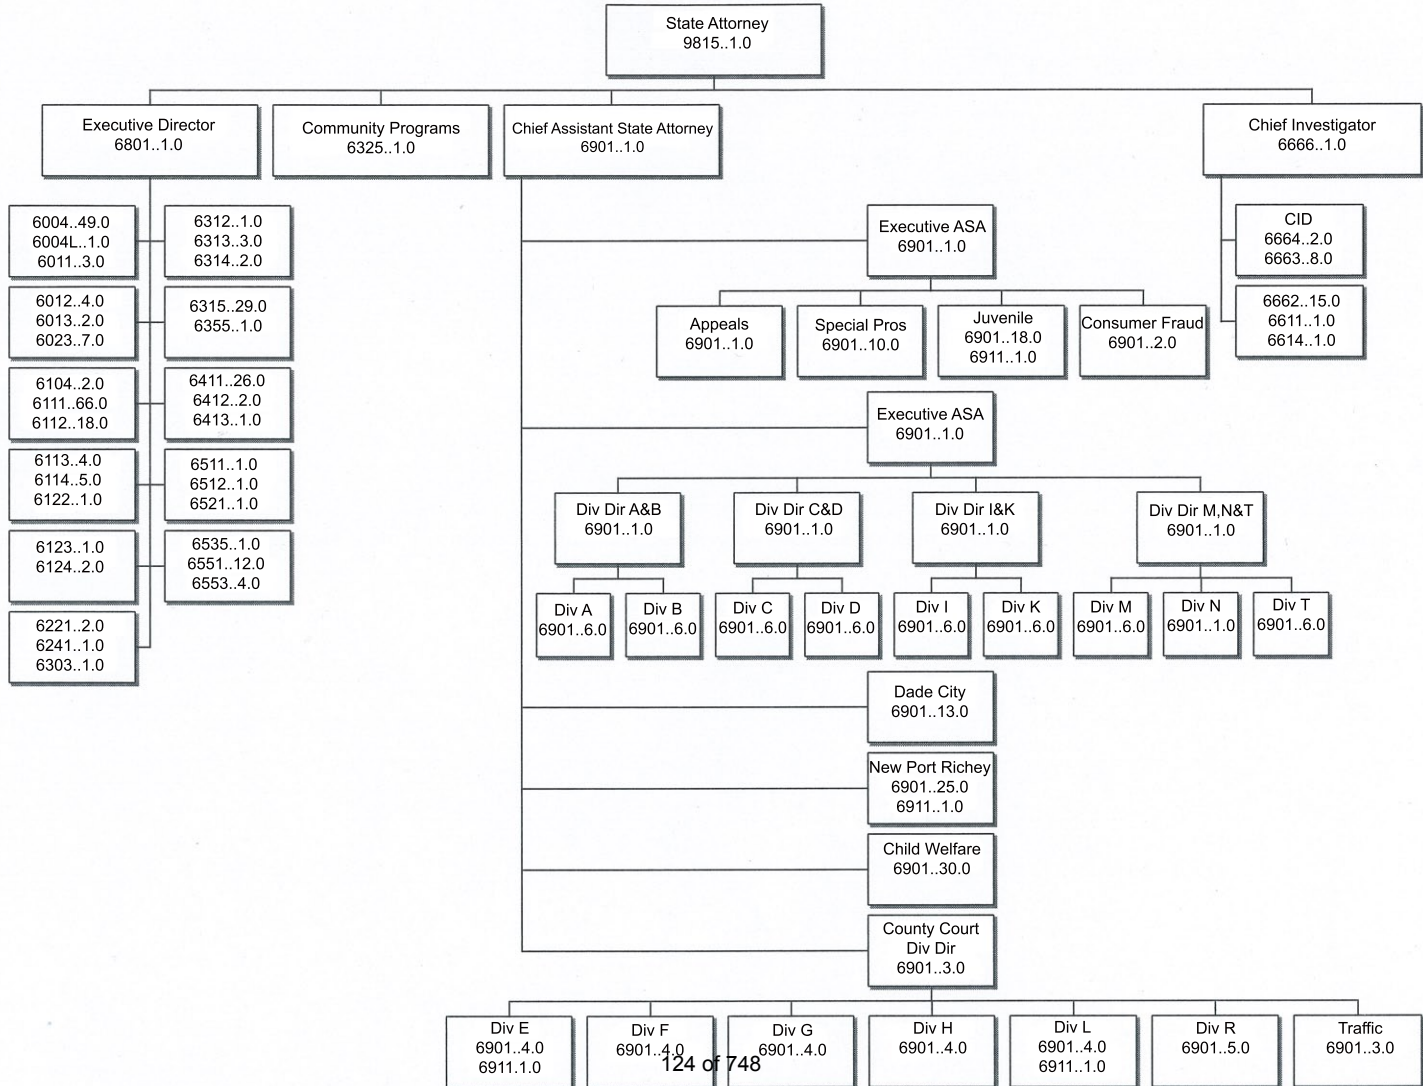 State Attorney
9815..1.0
Executive Director
6801..1.0
Community Programs
6325..1.0
Chief Assistant State Attorney
6901..1.0
Chief Investigator
6666..1.0
6004..49.0
6004L..1.0
6011..3.0
6312..1.0
6313..3.0
6314..2.0
6012..4.0
6013..2.0
6023..7.0
6315..29.0
6355..1.0
6104..2.0
6111..66.0
6112..18.0
6411..26.0
6412..2.0
6413..1.0
6113..4.0
6114..5.0
6122..1.0
6511..1.0
6512..1.0
6521..1.0
6123..1.0
6124..2.0
6535..1.0
6551..12.0
6553..4.0
6221..2.0
6241..1.0
6303..1.0
Executive ASA
6901..1.0
CID
6664..2.0
6663..8.0
6662..15.0
6611..1.0
6614..1.0
Appeals
6901..1.0
Special Pros
6901..10.0
Juvenile
6901..18.0
6911..1.0
Consumer Fraud
6901..2.0
Executive ASA
6901..1.0
Div Dir A&B
6901..1.0
Div Dir C&D
6901..1.0
Div Dir I&K
6901..1.0
Div Dir M,N&T
6901..1.0
Div A
6901..6.0
Div B
6901..6.0
Div C
6901..6.0
Div D
6901..6.0
Div I
6901..6.0
Div K
6901..6.0
Div M
6901..6.0
Div N
6901..1.0
Div T
6901..6.0
Dade City
6901..13.0
New Port Richey
6901..25.0
6911..1.0
Child Welfare
6901..30.0
County Court
Div Dir
6901..3.0
Div E
6901..4.0
6911.1.0
Div F
6901..4.0
Div G
6901..4.0
Div H
6901..4.0
Div L
6901..4.0
6911..1.0
Div R
6901..5.0
Traffic
6901..3.0
124 of 748